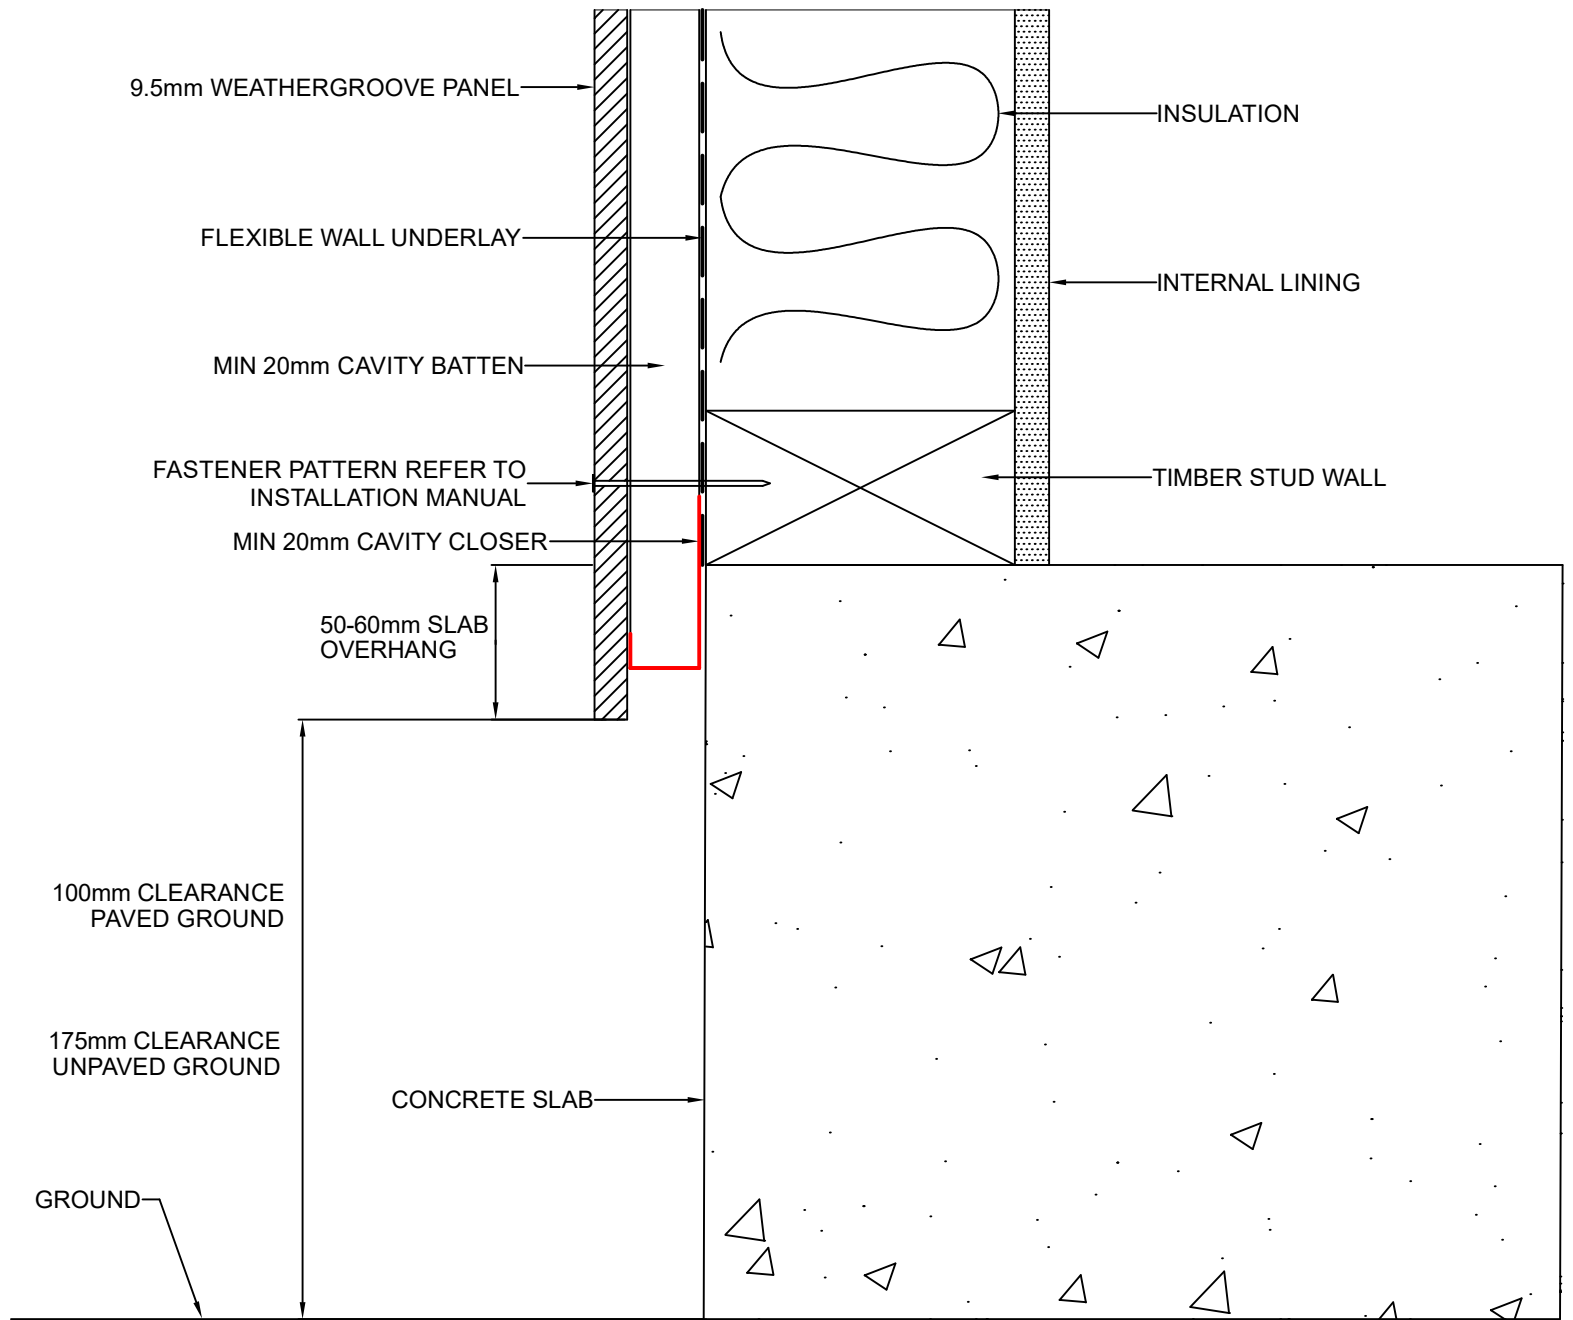 9.5mm WEATHERGROOVE PANEL
INSULATION
FLEXIBLE WALL UNDERLAY
INTERNAL LINING
MIN 20mm CAVITY BATTEN
FASTENER PATTERN REFER TO
INSTALLATION MANUAL
TIMBER STUD WALL
MIN 20mm CAVITY CLOSER
50-60mm SLAB
OVERHANG
100mm CLEARANCE
PAVED GROUND
175mm CLEARANCE
UNPAVED GROUND
CONCRETE SLAB
GROUND